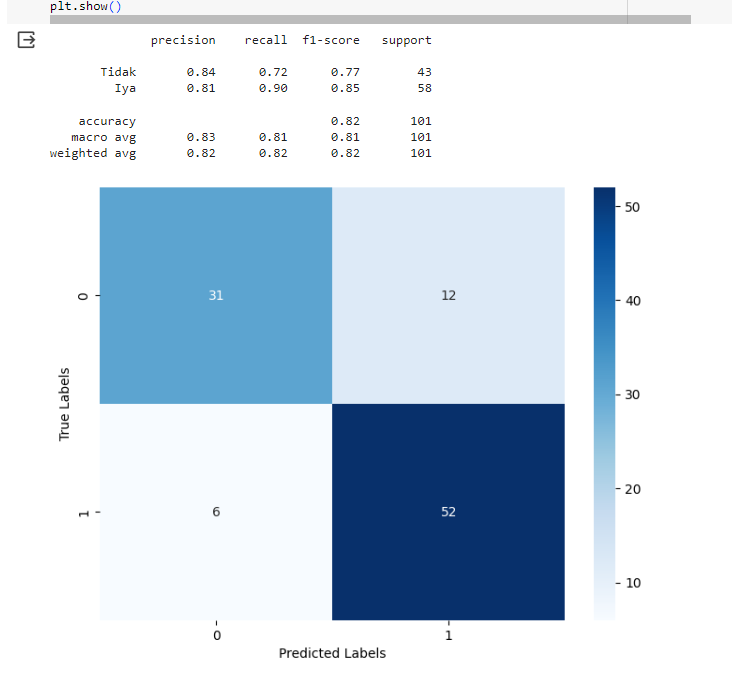 plt.show()
precision recall f1-score support
Tidak 0.84 0.72 0.77 43
Iya 0.81 0.90 0.85 58
accuracy 0.82 101
macro avg 0.83 0.81 0.81 101
weighted avg 0.82 0.82 0.82 101
50
0 31 12
40
True Labels
30
20
1 6 52
10
0 1
Predicted Labels